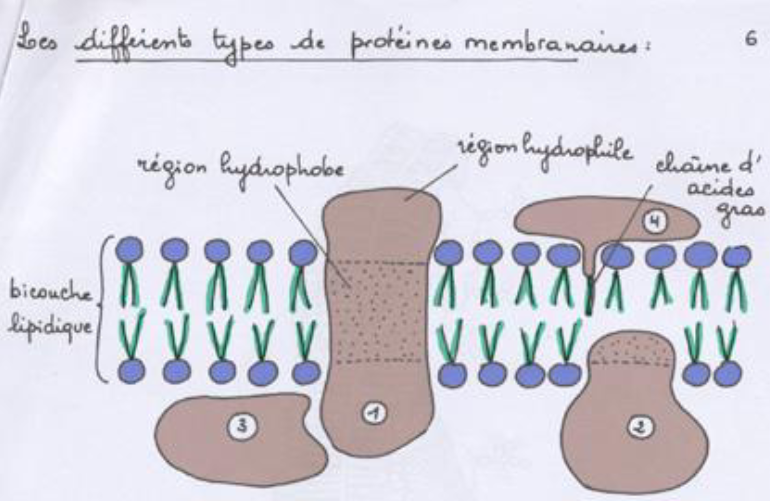 Les différents types de protéines membranaires :
6
région hydrophobe
région hydrophile
chaîne d'
acides
gras
bicouche
lipidique
4
3
1
2